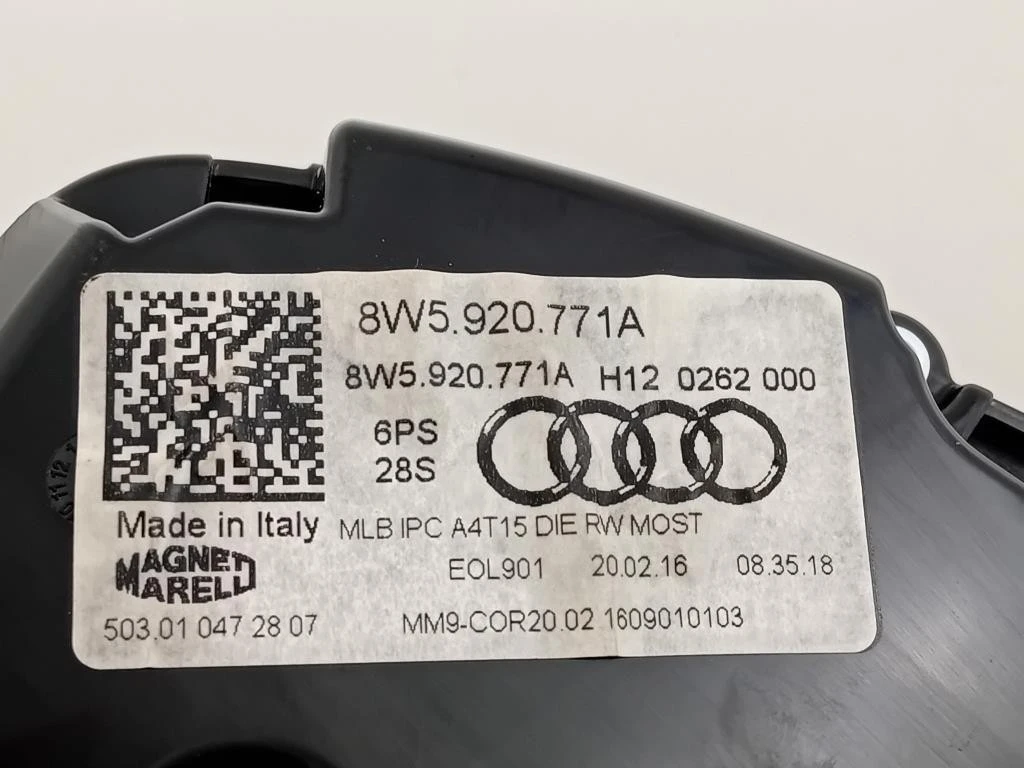 8W5.920.771A
8W5.920.771A H12 0262 000
6PS
28S
Made in Italy
MLB IPC A4T15 DIE RW MOST
MAGNETI
MARELLI
EOL901 20.02.16 08.35.18
503.01 047 28 07
MM9-COR20.02 1609010103